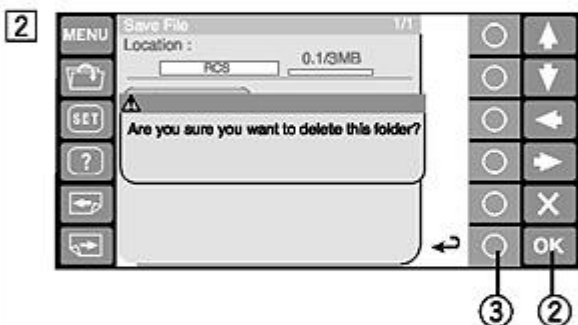 2
MENU
Save File 1/1
Location :
RCS 0.1/3MB
SET
Are you sure you want to delete this folder?
?
OK
③ ②